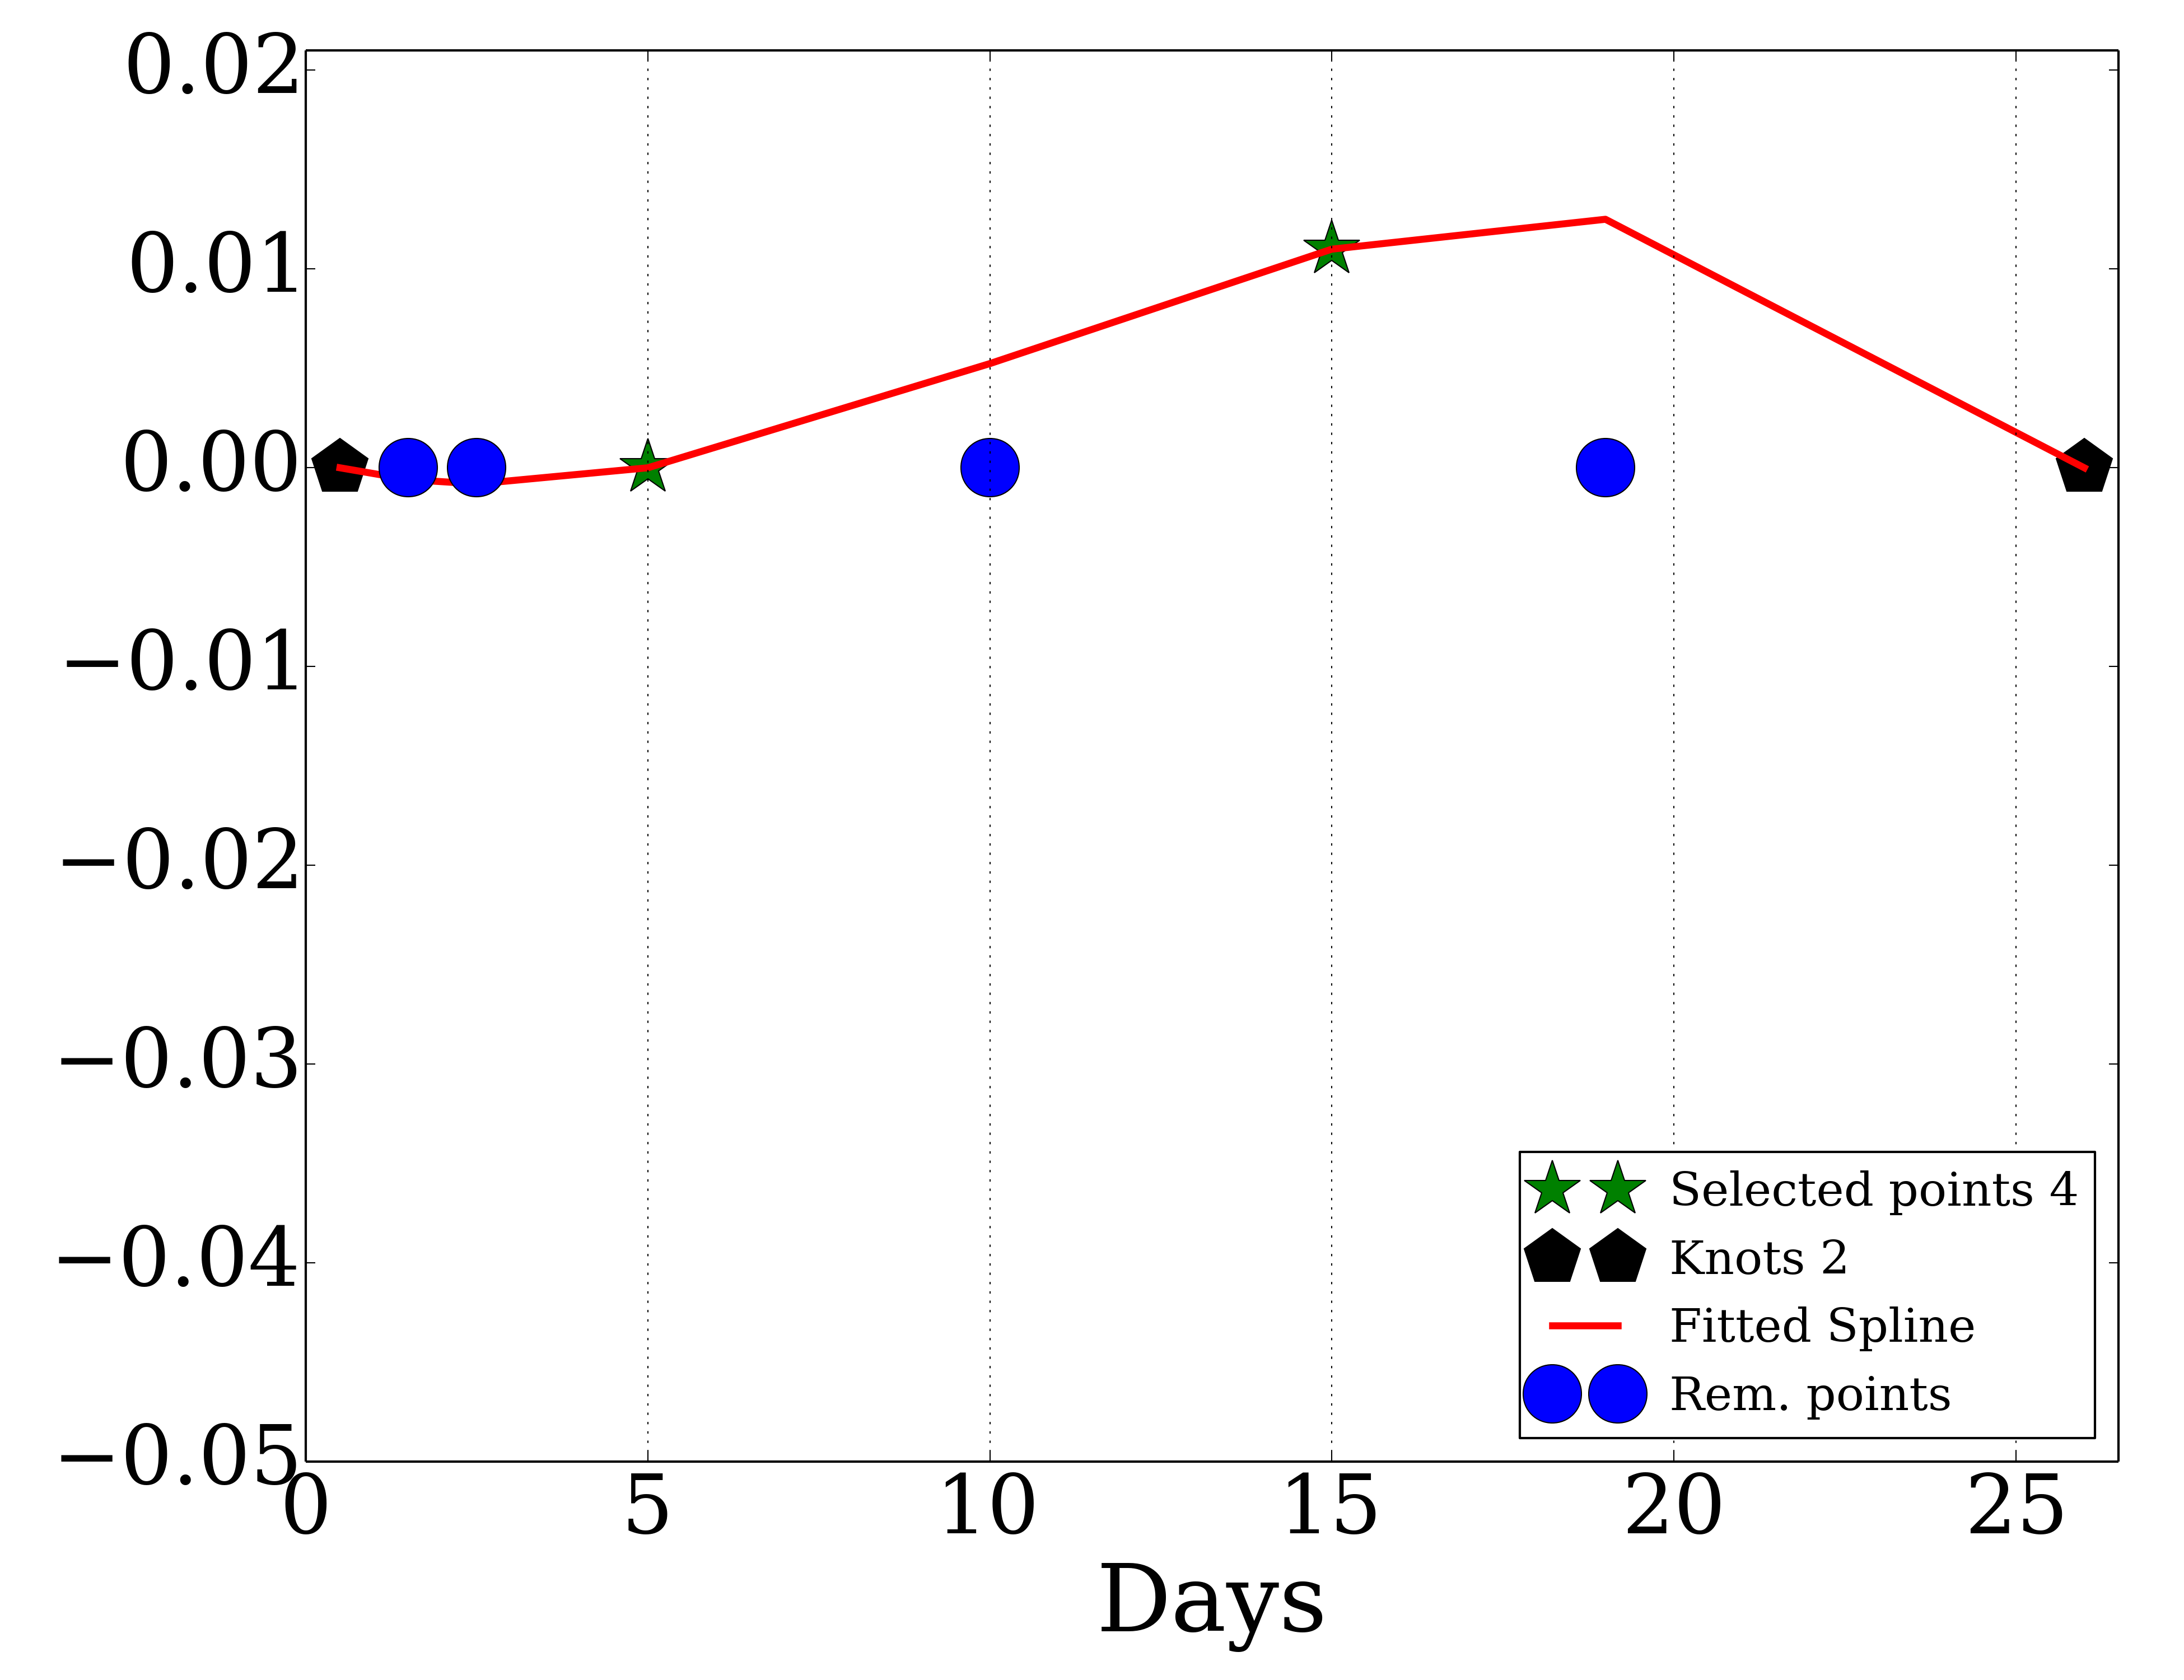 0.02
0.01
0.00
−0.01
−0.02
−0.03
−0.04
−0.05
0 5 10 15 20 25
Days
Selected points 4
Knots 2
Fitted Spline
Rem. points